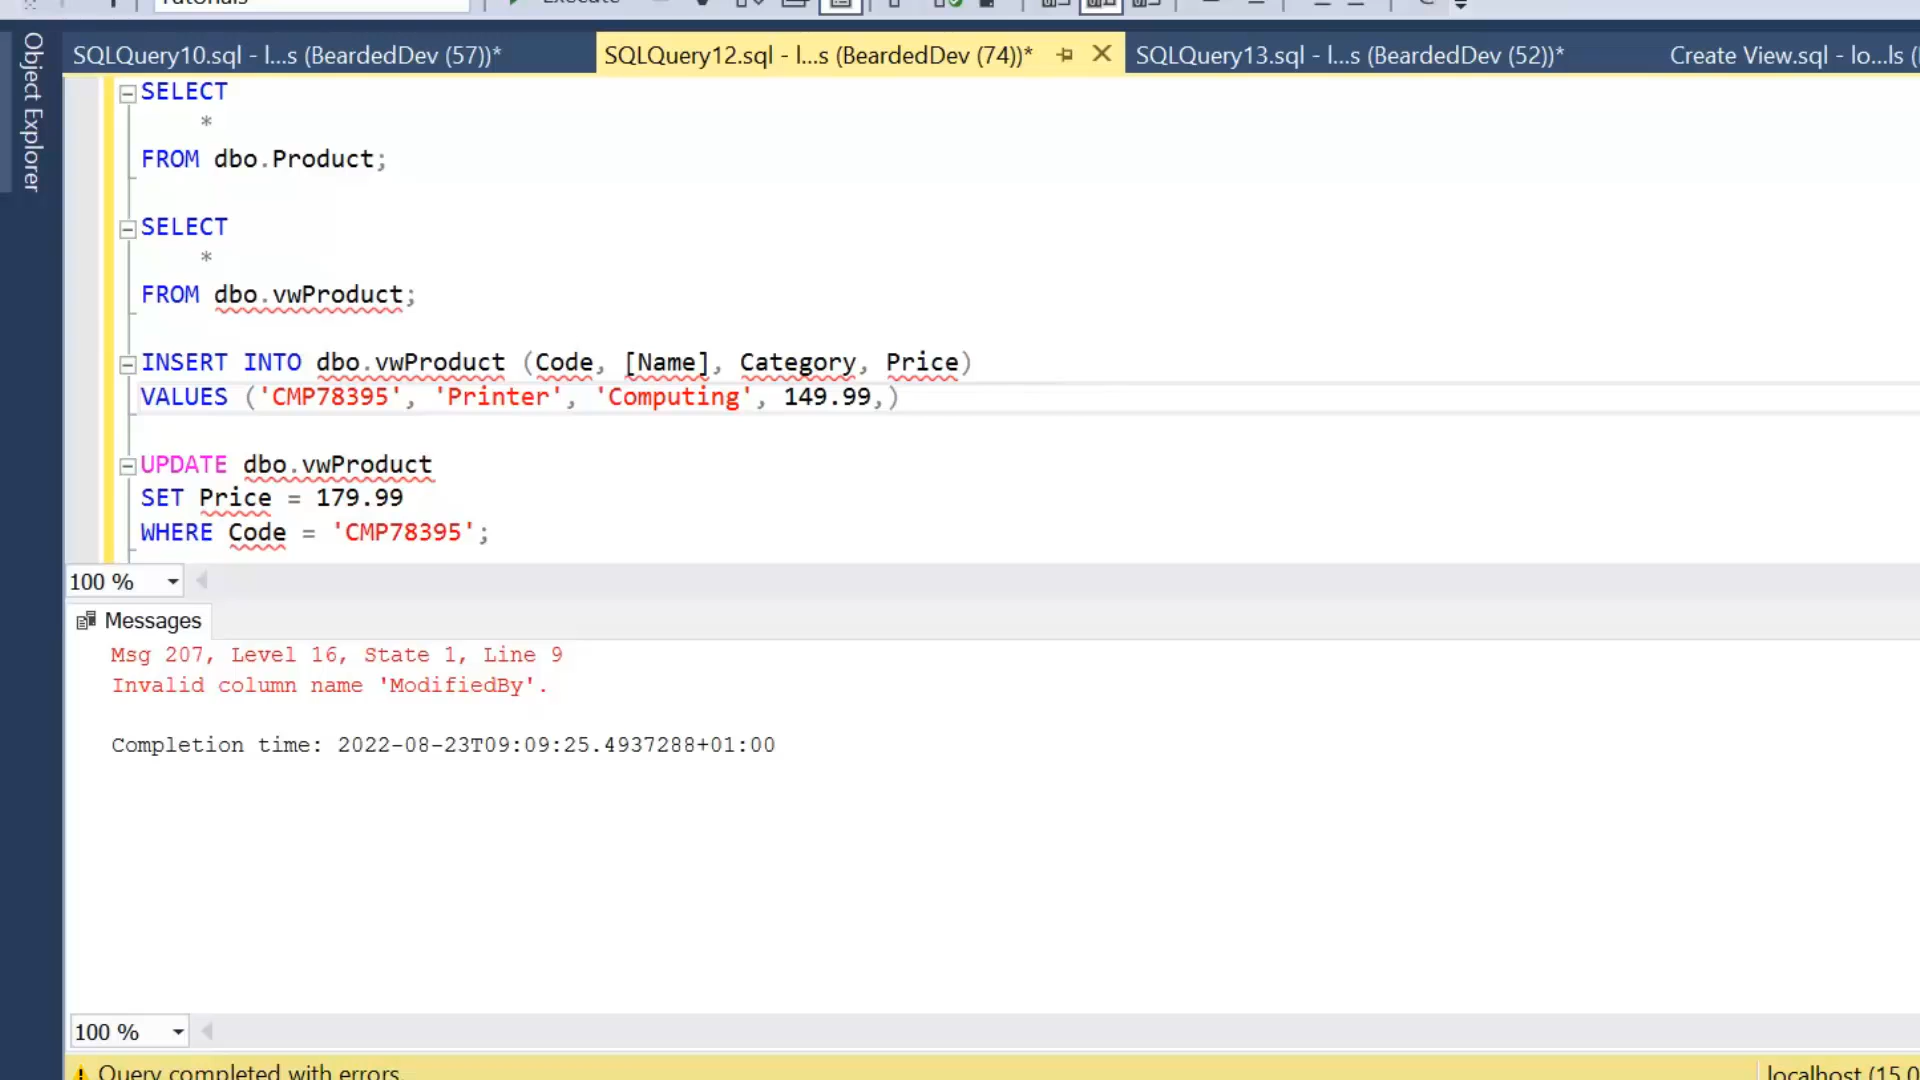 Tutorials
Execute
Object Explorer
SQLQuery10.sql - l...s (BeardedDev (57))*
SQLQuery12.sql - l...s (BeardedDev (74))*
SQLQuery13.sql - l...s (BeardedDev (52))*
Create View.sql - lo...ls (
SELECT
*
FROM dbo.Product;
SELECT
*
FROM dbo.vwProduct;
INSERT INTO dbo.vwProduct (Code, [Name], Category, Price)
VALUES ('CMP78395', 'Printer', 'Computing', 149.99,)
UPDATE dbo.vwProduct
SET Price = 179.99
WHERE Code = 'CMP78395';
100 %
Messages
Msg 207, Level 16, State 1, Line 9
Invalid column name 'ModifiedBy'.
Completion time: 2022-08-23T09:09:25.4937288+01:00
100 %
Query completed with errors.
localhost (15.0